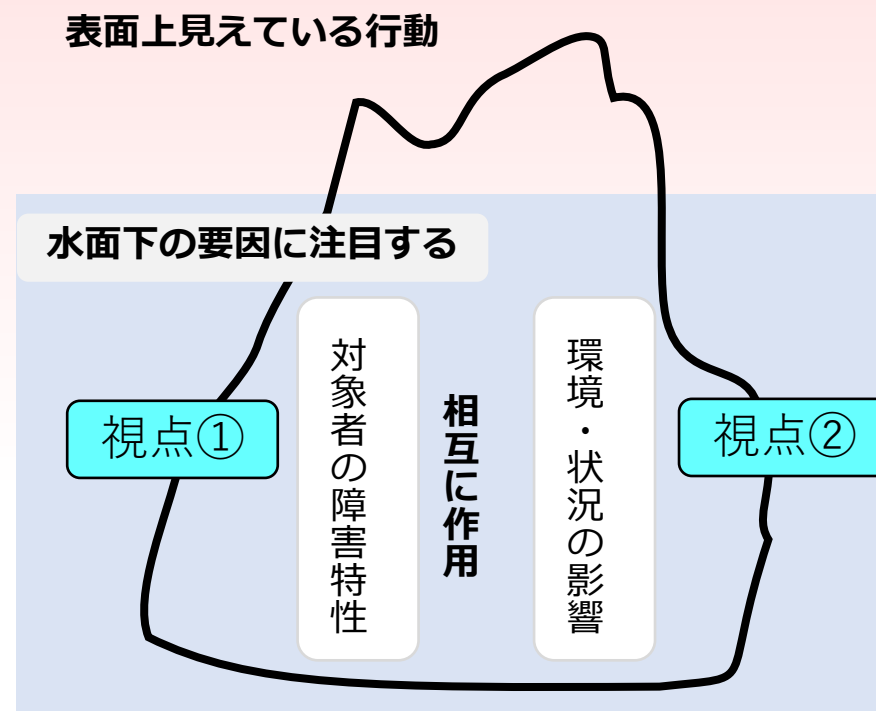 表面上見えている行動
水面下の要因に注目する
視点①
対象者の障害特性
相互に作用
環境・状況の影響
視点②